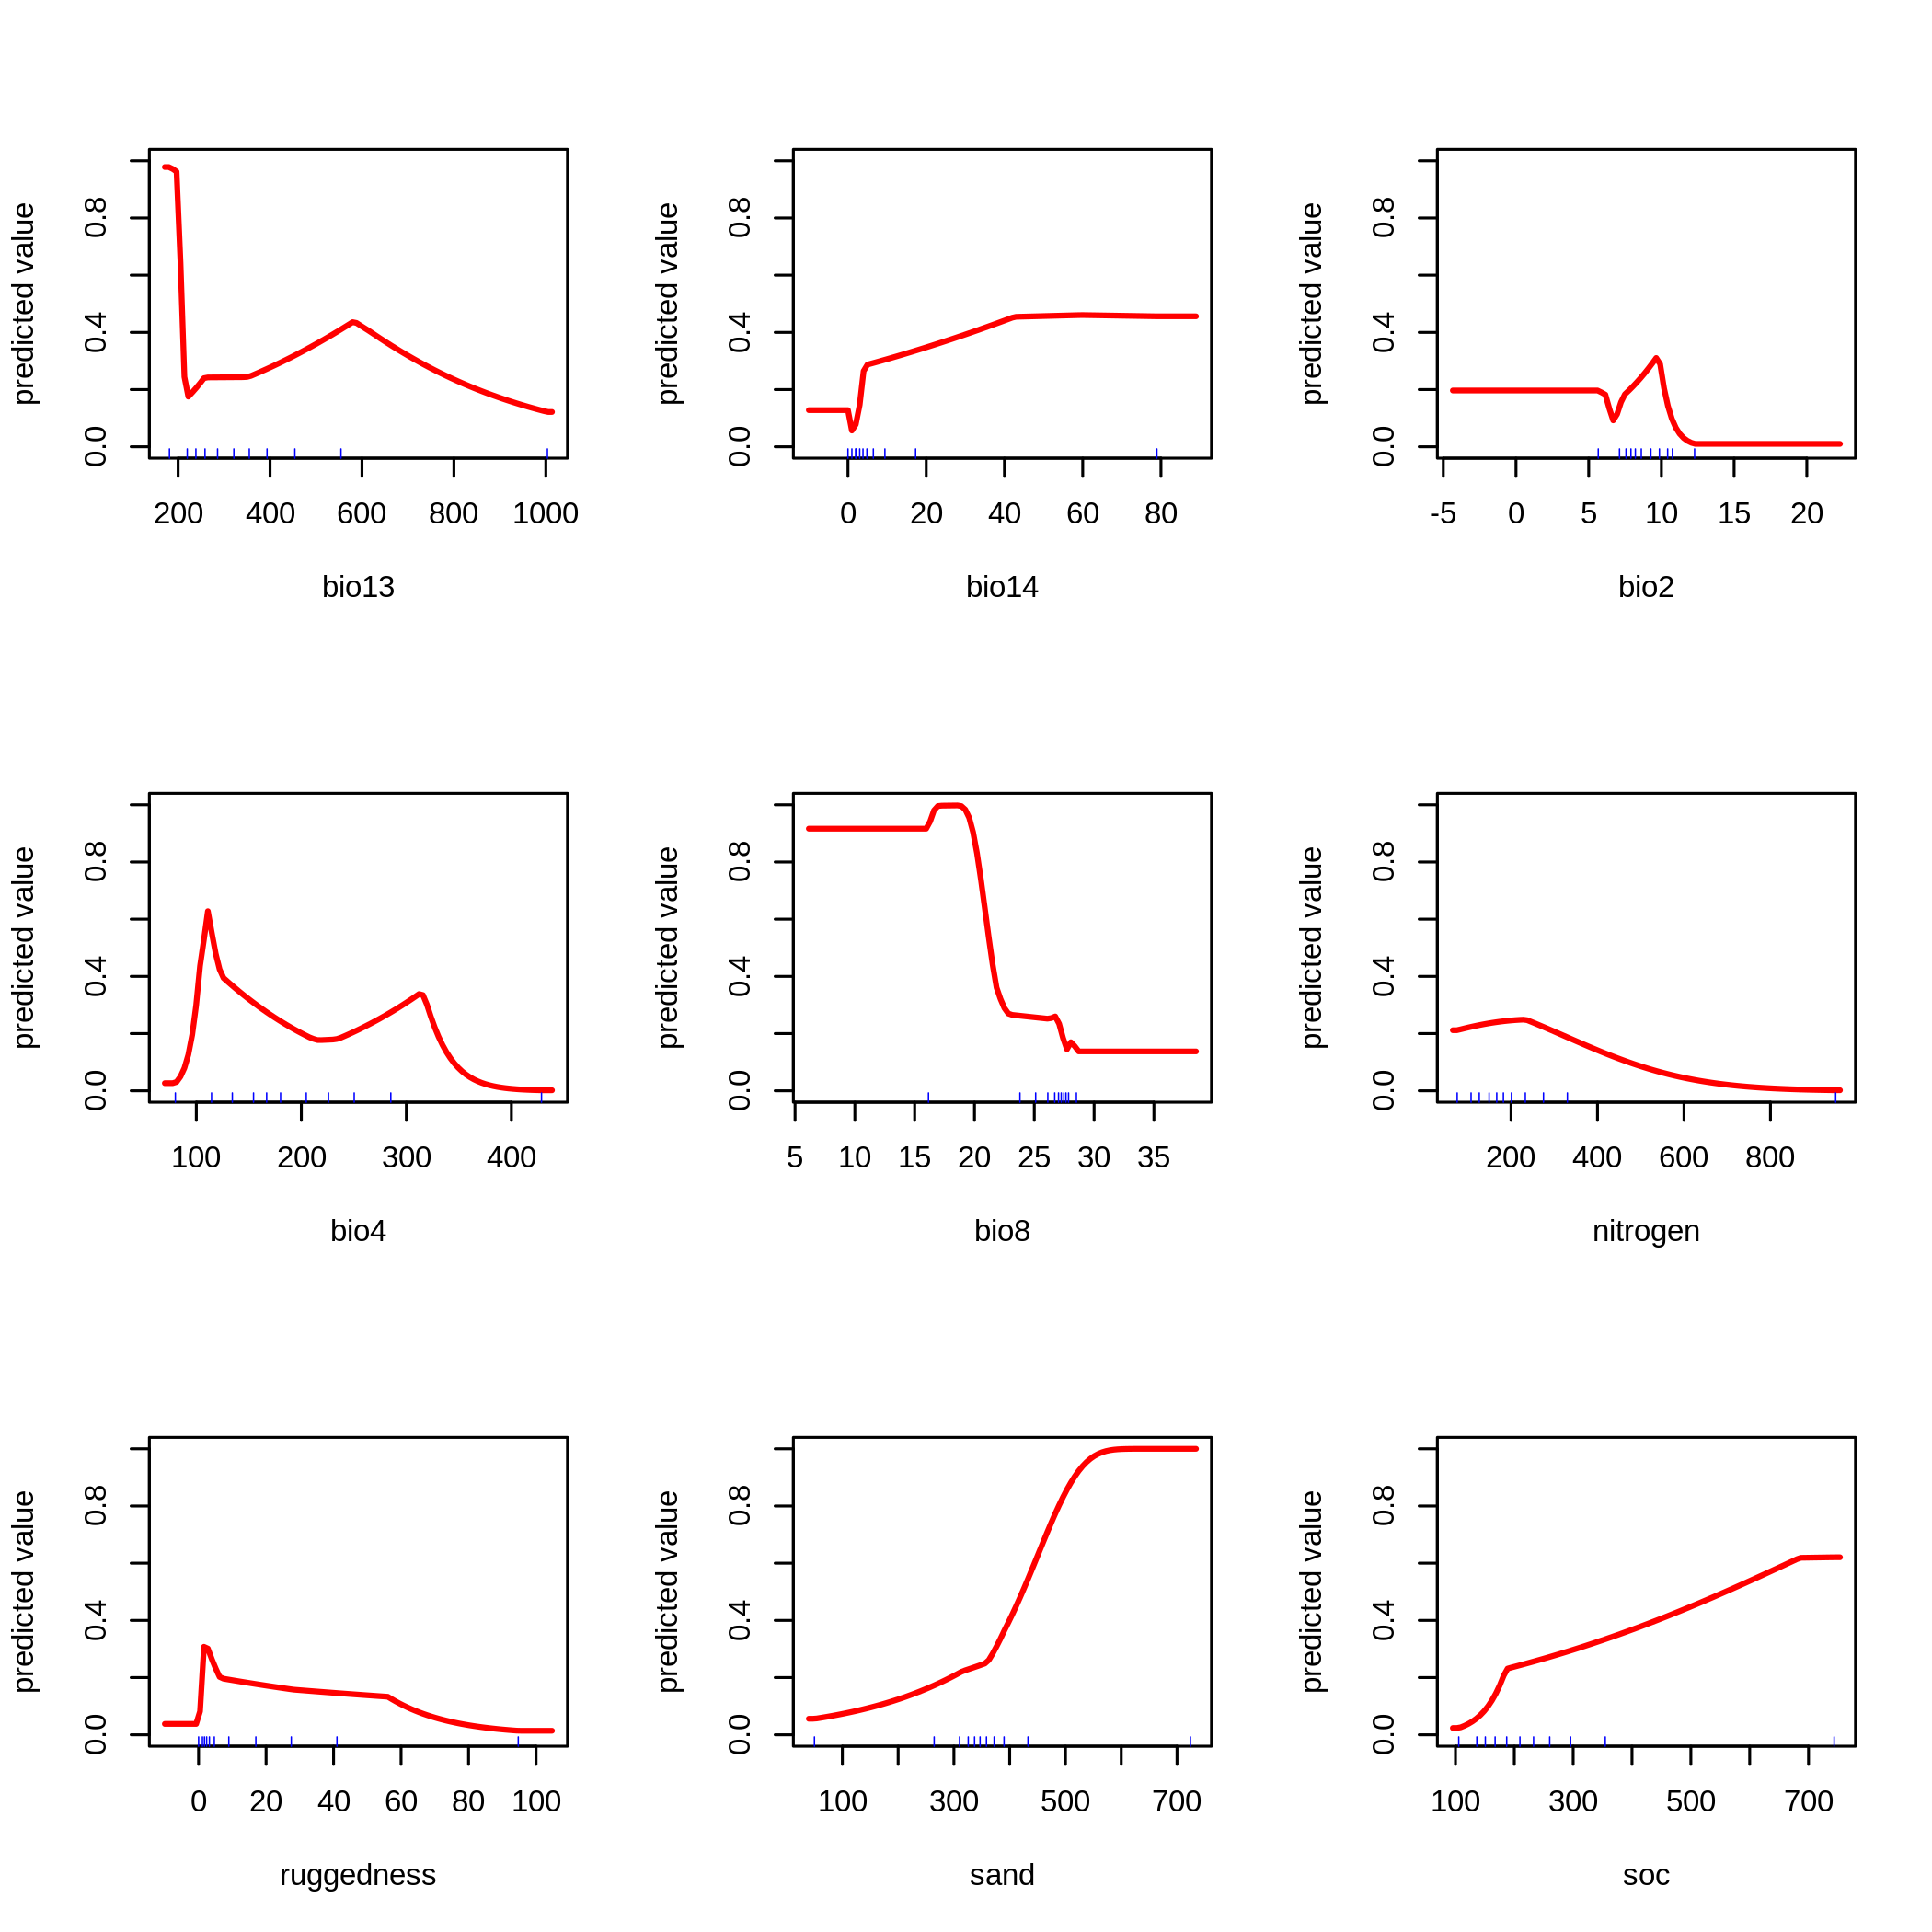 predicted value
0.0 0.4 0.8
200 400 600 800 1000
bio13
predicted value
0.0 0.4 0.8
0 20 40 60 80
bio14
predicted value
0.0 0.4 0.8
-5 0 5 10 15 20
bio2
predicted value
0.0 0.4 0.8
100 200 300 400
bio4
predicted value
0.0 0.4 0.8
5 10 15 20 25 30 35
bio8
predicted value
0.0 0.4 0.8
200 400 600 800
nitrogen
predicted value
0.0 0.4 0.8
0 20 40 60 80 100
ruggedness
predicted value
0.0 0.4 0.8
100 300 500 700
sand
predicted value
0.0 0.4 0.8
100 300 500 700
soc